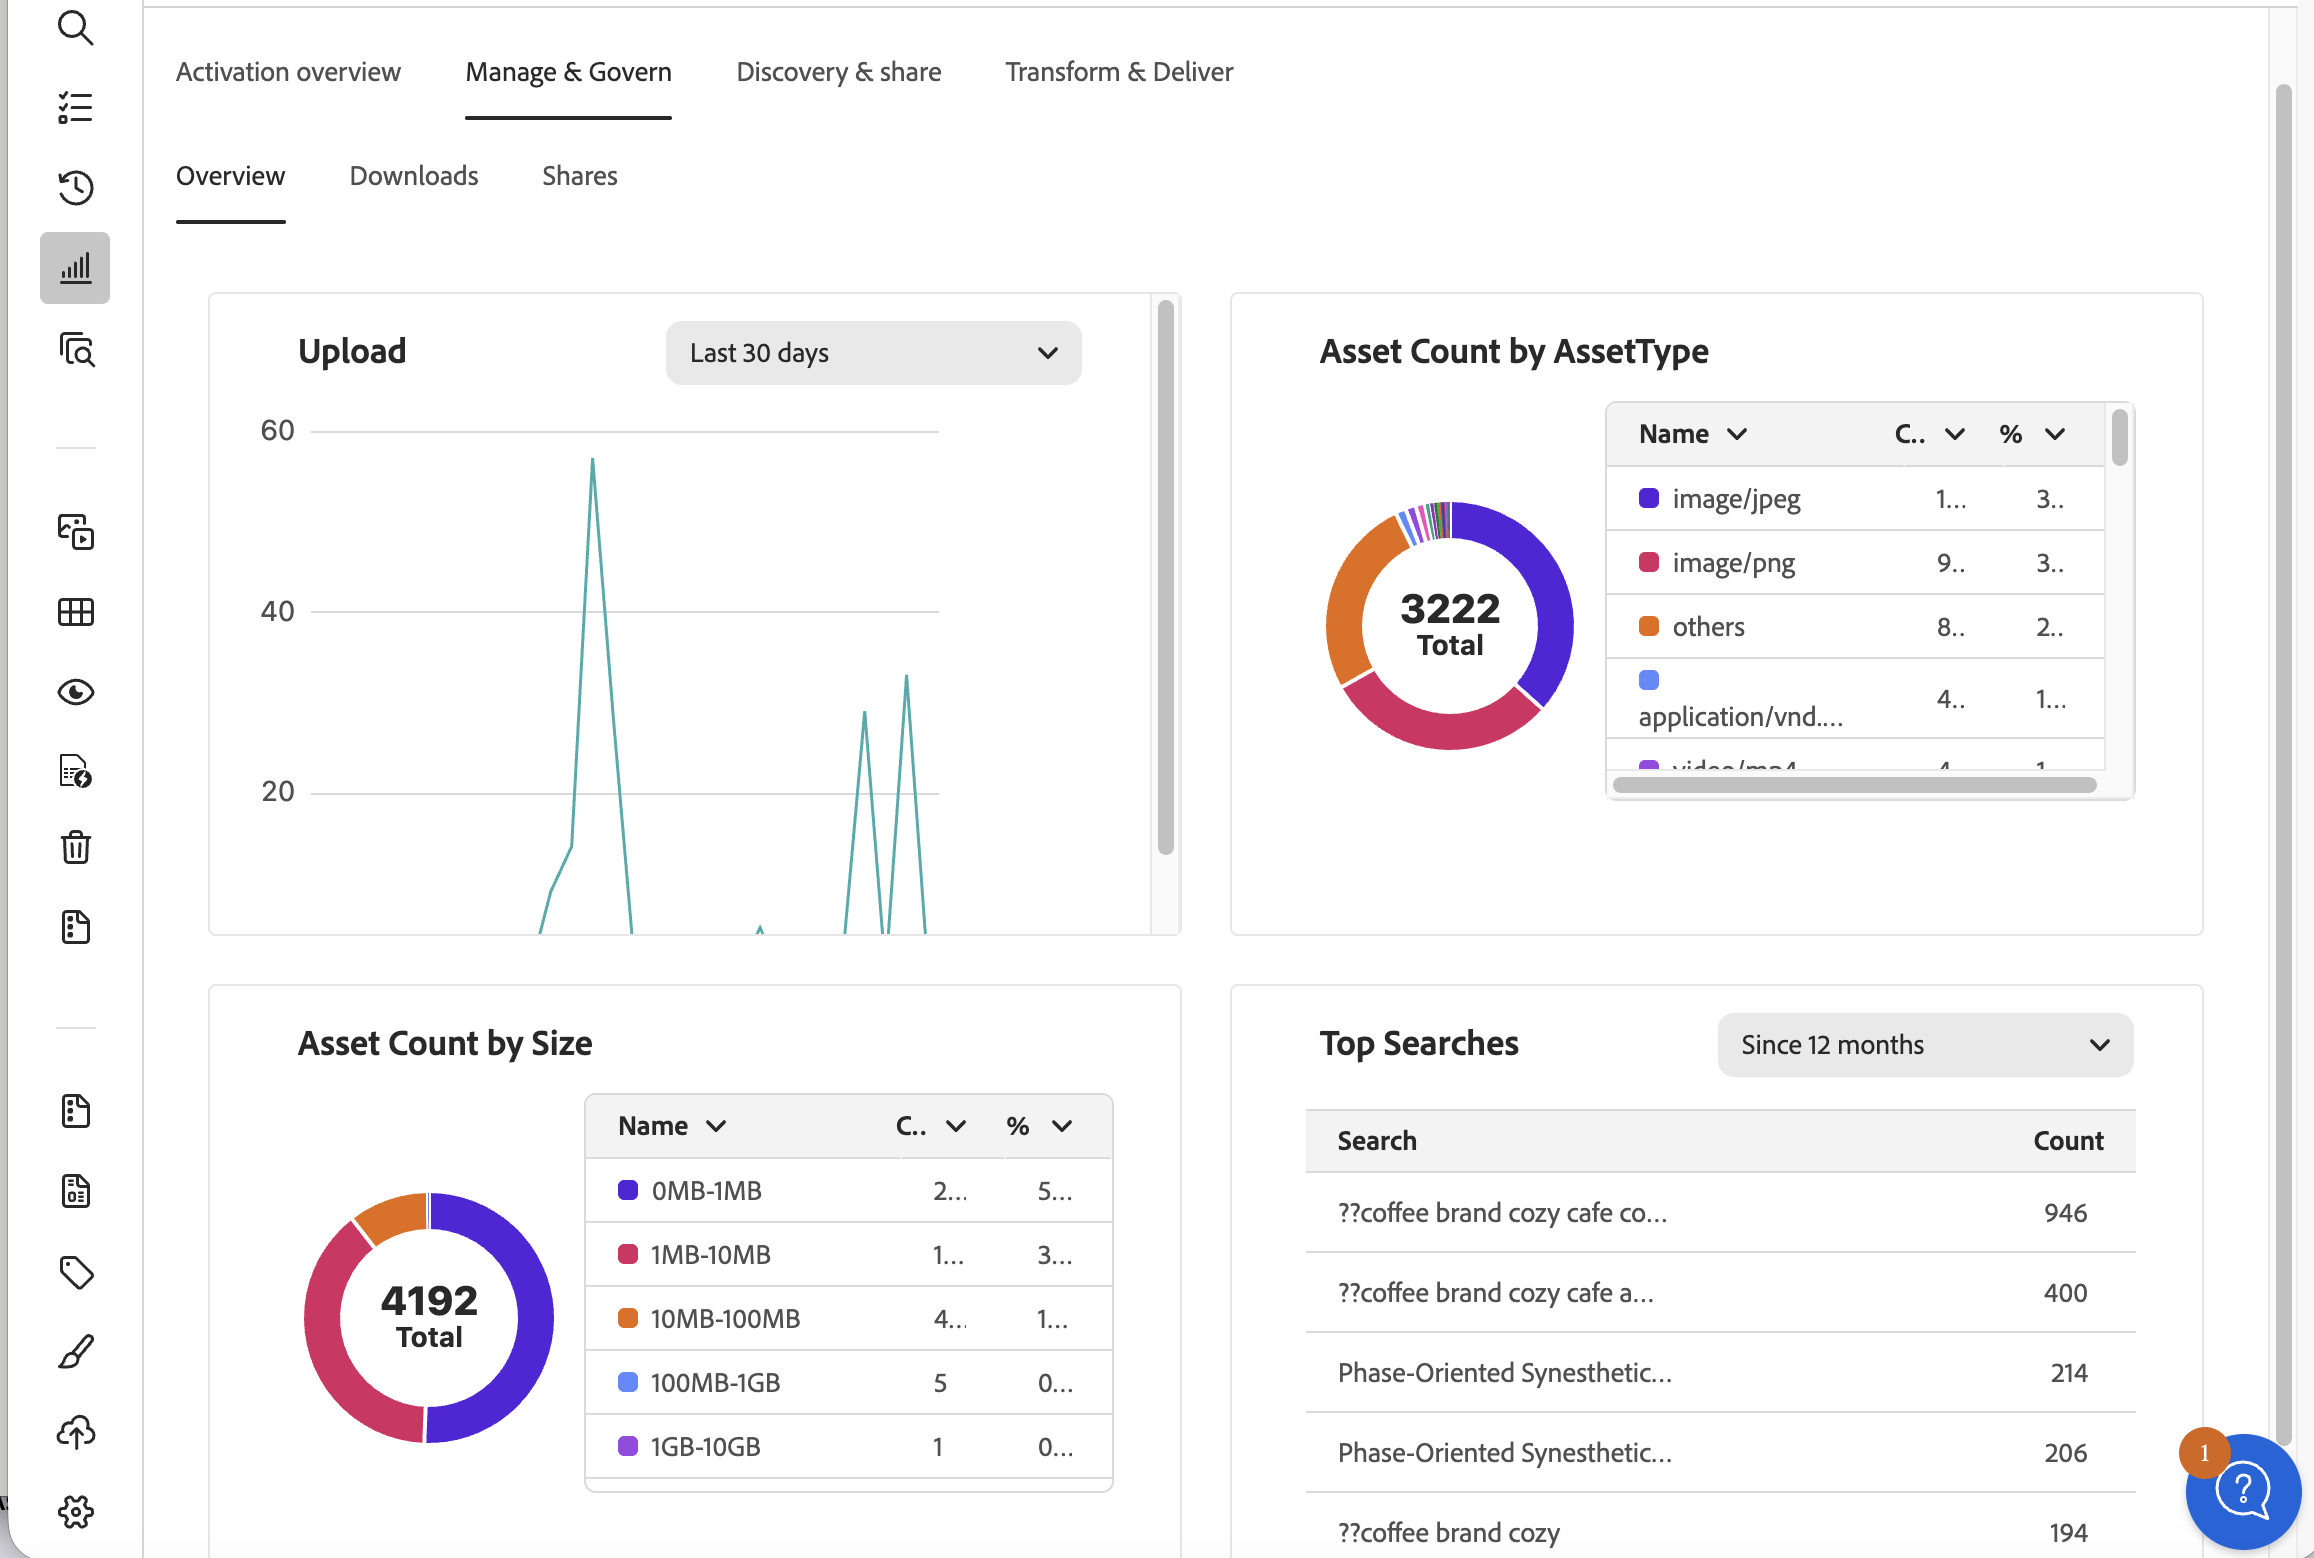 Activation overview
Manage & Govern
Discovery & share
Transform & Deliver
Overview
Downloads
Shares
Upload
Last 30 days
60
40
20
Asset Count by AssetType
3222
Total
Name C.. %
image/jpeg 1... 3..
image/png 9.. 3..
others 8.. 2..
application/vnd.... 4.. 1...
video/mp4 4 1
Asset Count by Size
4192
Total
Name C.. %
0MB-1MB 2... 5...
1MB-10MB 1... 3...
10MB-100MB 4... 1...
100MB-1GB 5 0...
1GB-10GB 1 0...
Top Searches
Since 12 months
Search Count
??coffee brand cozy cafe co... 946
??coffee brand cozy cafe a... 400
Phase-Oriented Synesthetic... 214
Phase-Oriented Synesthetic... 206
??coffee brand cozy 194
1
?